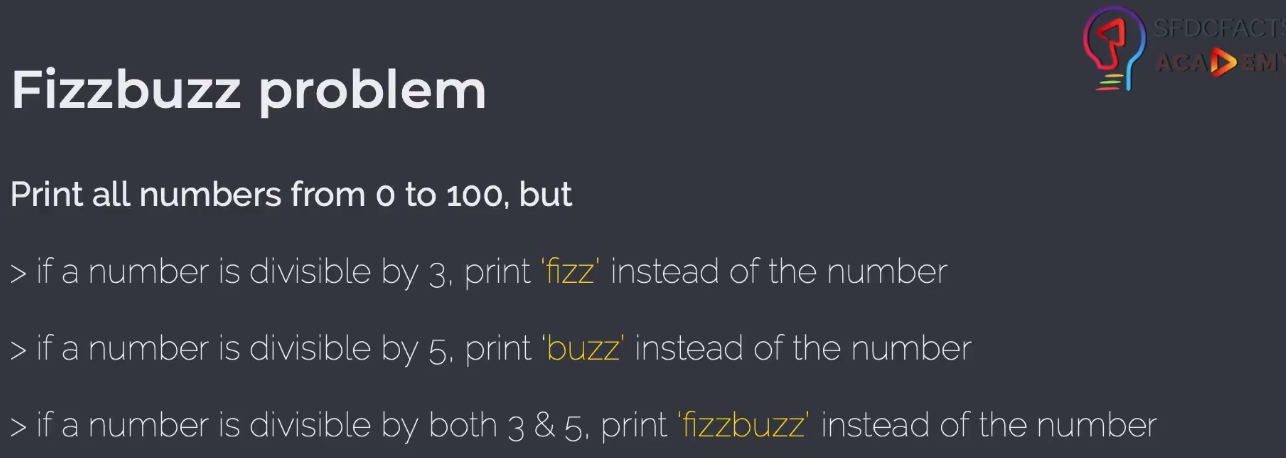 SFDCFACTS
ACADEMY
Fizzbuzz problem
Print all numbers from 0 to 100, but
> if a number is divisible by 3, print ‘fizz’ instead of the number
> if a number is divisible by 5, print ‘buzz’ instead of the number
> if a number is divisible by both 3 & 5, print ‘fizzbuzz’ instead of the number